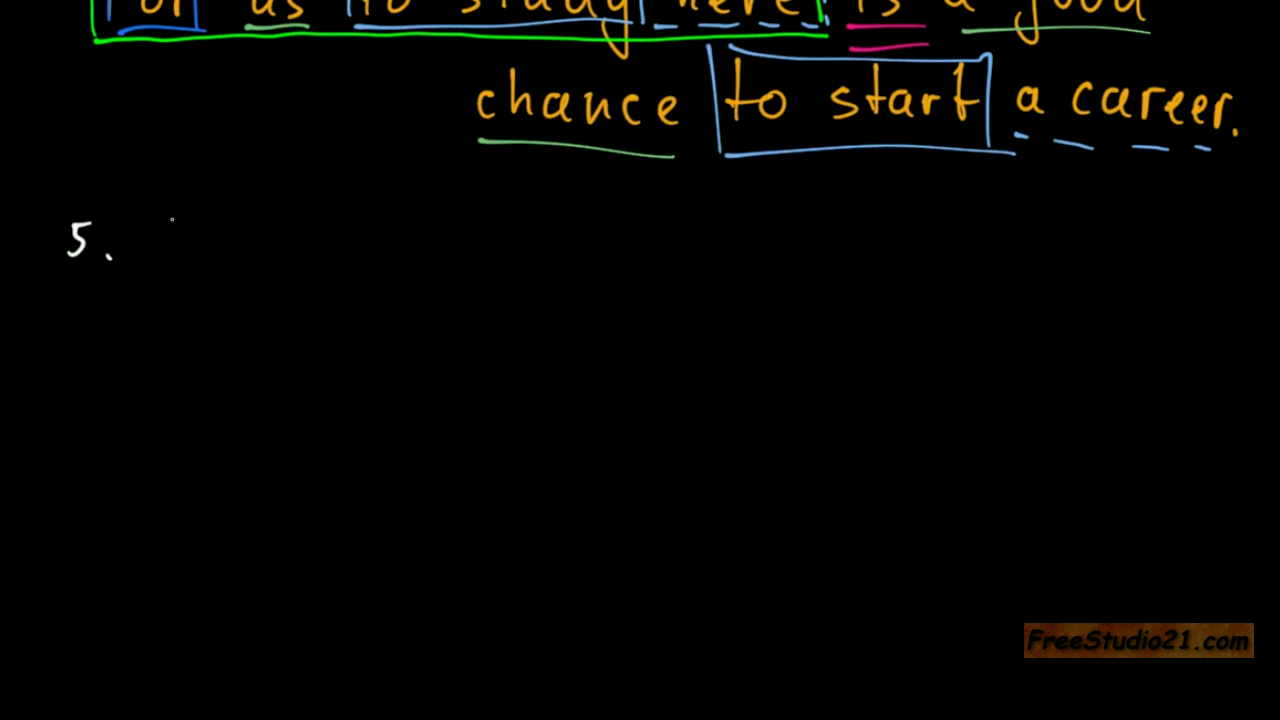 For us to study here is a good
chance to start a career.
5.
FreeStudio21.com